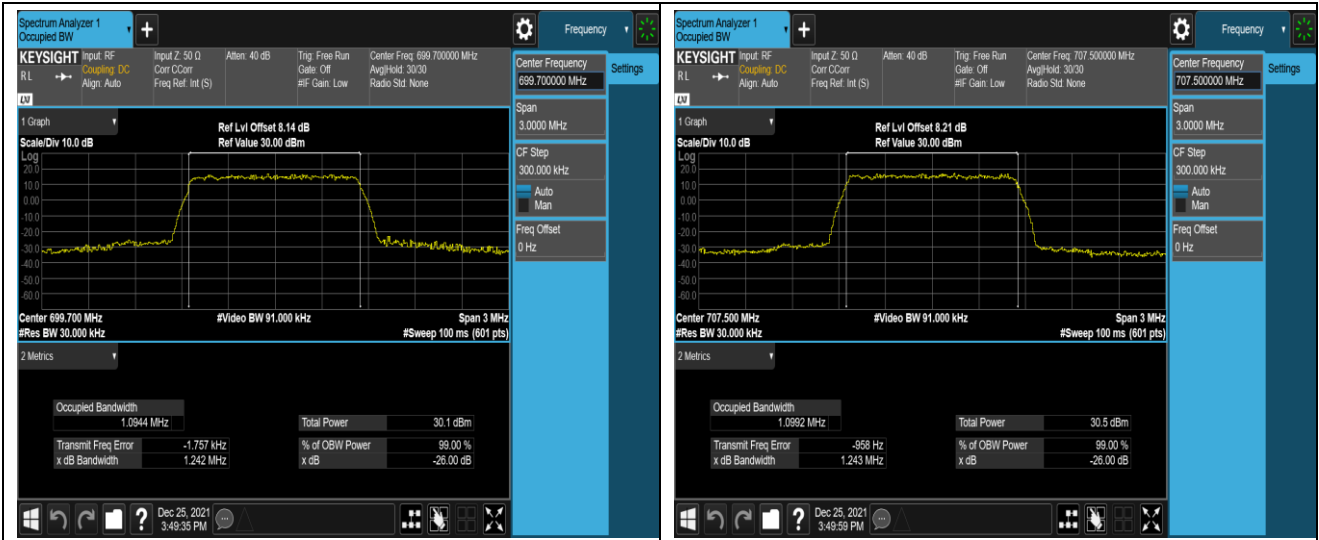 Spectrum Analyzer 1
Occupied BW
+
Frequency
KEYSIGHT
RL
Input: RF
Coupling: DC
Align: Auto
Input Z: 50 Ω
Corr CCorr
Freq Ref: Int (S)
Atten: 40 dB
Trig: Free Run
Gate: Off
#IF Gain: Low
Center Freq: 699.700000 MHz
Avg|Hold: 30/30
Radio Std: None
LXI
Center Frequency
699.700000 MHz
Settings
Span
3.0000 MHz
CF Step
300.000 kHz
Auto
Man
Freq Offset
0 Hz
1 Graph
Scale/Div 10.0 dB
Ref Lvl Offset 8.14 dB
Ref Value 30.00 dBm
Log
20.0
10.0
0.00
-10.0
-20.0
-30.0
-40.0
-50.0
-60.0
Center 699.700 MHz
#Res BW 30.000 kHz
#Video BW 91.000 kHz
Span 3 MHz
#Sweep 100 ms (601 pts)
2 Metrics
Occupied Bandwidth
1.0944 MHz
Total Power 30.1 dBm
Transmit Freq Error -1.757 kHz
% of OBW Power 99.00 %
x dB Bandwidth 1.242 MHz
x dB -26.00 dB
?
Dec 25, 2021
3:49:35 PM
Spectrum Analyzer 1
Occupied BW
+
Frequency
KEYSIGHT
RL
Input: RF
Coupling: DC
Align: Auto
Input Z: 50 Ω
Corr CCorr
Freq Ref: Int (S)
Atten: 40 dB
Trig: Free Run
Gate: Off
#IF Gain: Low
Center Freq: 707.500000 MHz
Avg|Hold: 30/30
Radio Std: None
LXI
Center Frequency
707.500000 MHz
Settings
Span
3.0000 MHz
CF Step
300.000 kHz
Auto
Man
Freq Offset
0 Hz
1 Graph
Scale/Div 10.0 dB
Ref Lvl Offset 8.21 dB
Ref Value 30.00 dBm
Log
20.0
10.0
0.00
-10.0
-20.0
-30.0
-40.0
-50.0
-60.0
Center 707.500 MHz
#Res BW 30.000 kHz
#Video BW 91.000 kHz
Span 3 MHz
#Sweep 100 ms (601 pts)
2 Metrics
Occupied Bandwidth
1.0992 MHz
Total Power 30.5 dBm
Transmit Freq Error -958 Hz
% of OBW Power 99.00 %
x dB Bandwidth 1.243 MHz
x dB -26.00 dB
?
Dec 25, 2021
3:49:59 PM